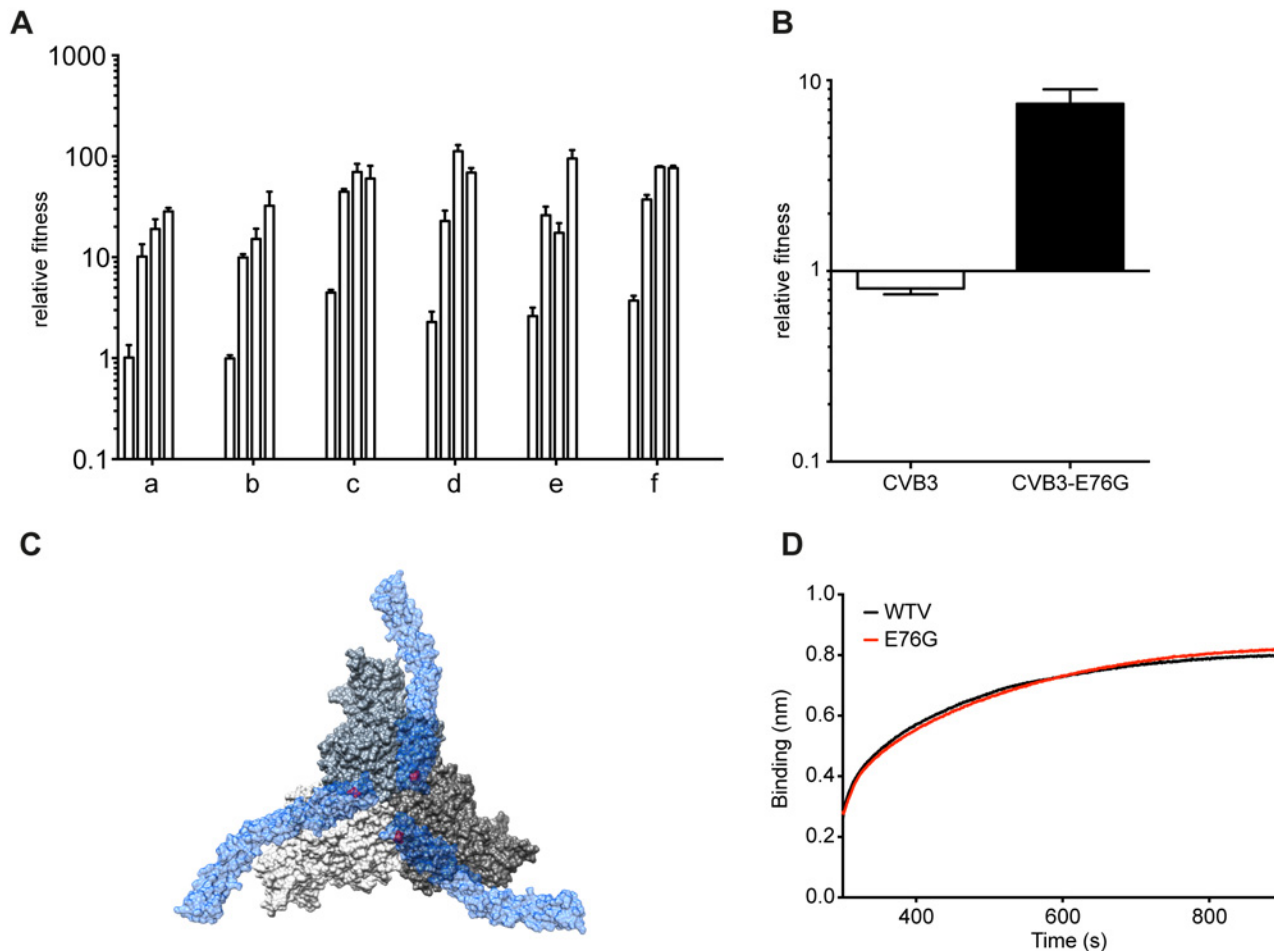 A
1000
100
10
1
0.1
relative fitness
a b c d e f
B
10
1
0.1
relative fitness
CVB3 CVB3-E76G
C
D
1.0
0.8
0.6
0.4
0.2
0.0
Binding (nm)
WTV
E76G
400 600 800
Time (s)